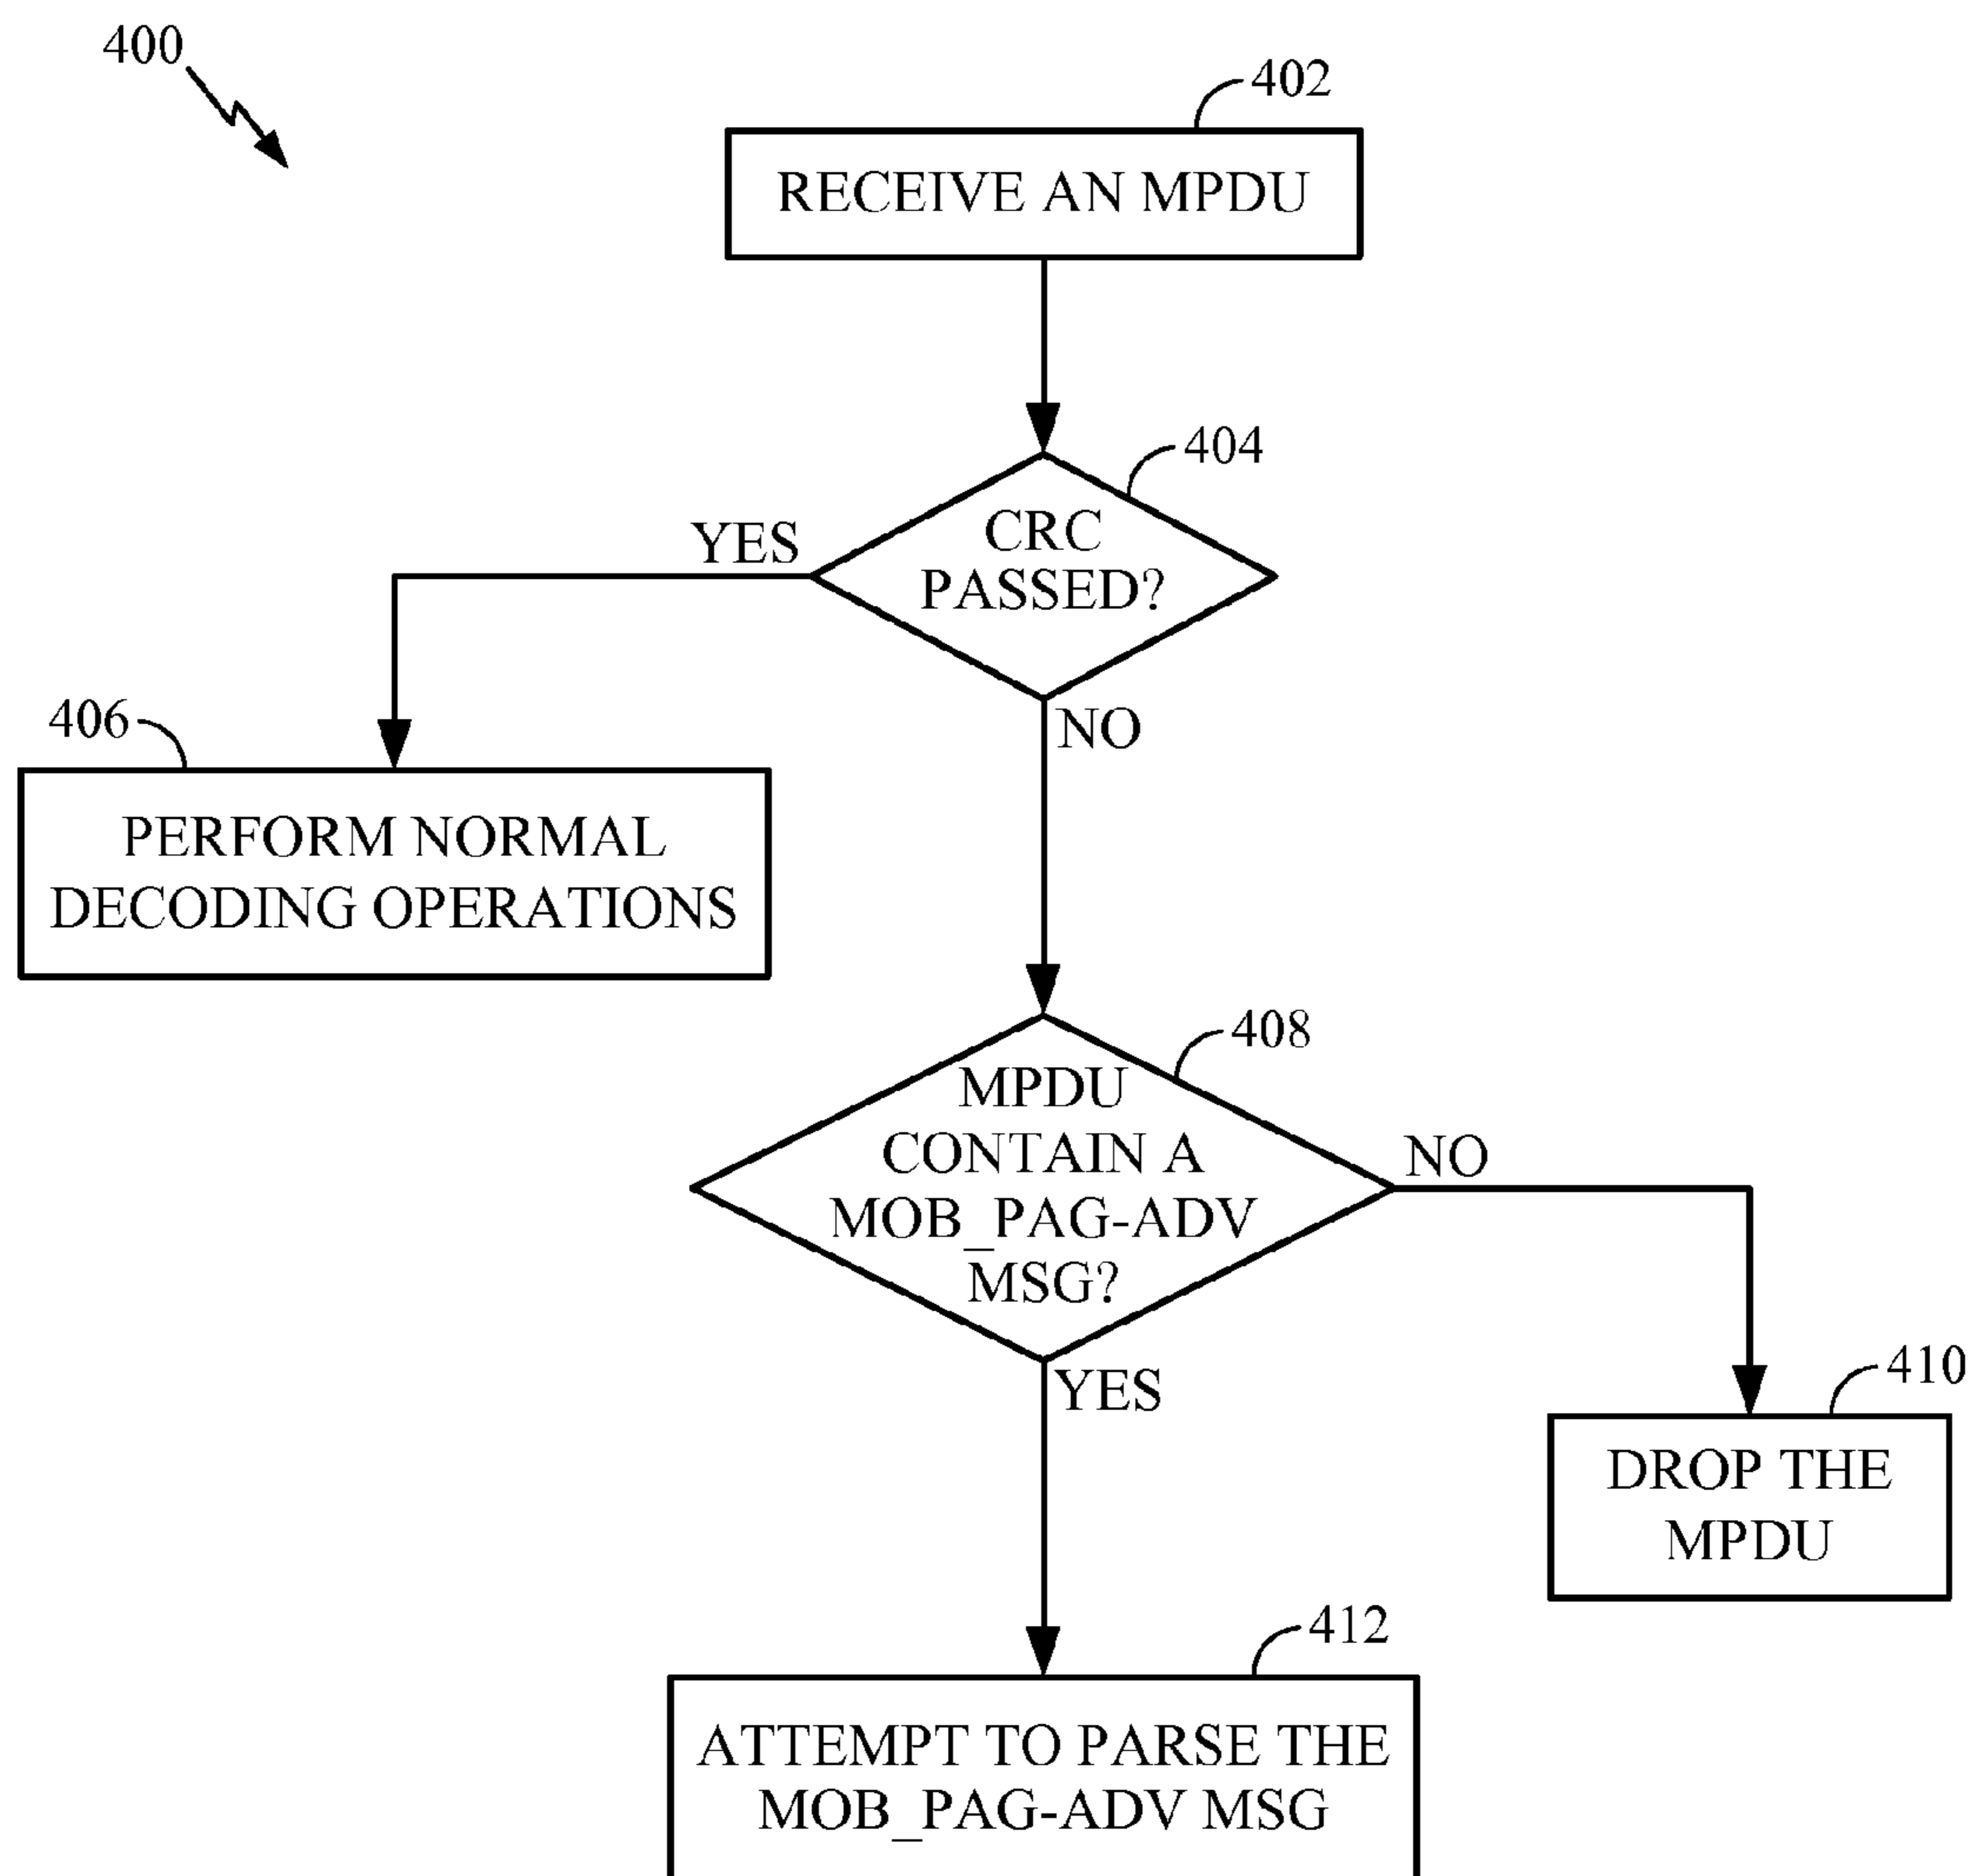 400
402
RECEIVE AN MPDU
404
CRC
PASSED?
YES
NO
406
PERFORM NORMAL
DECODING OPERATIONS
408
MPDU
CONTAIN A
MOB_PAG-ADV
MSG?
NO
YES
410
DROP THE
MPDU
412
ATTEMPT TO PARSE THE
MOB_PAG-ADV MSG